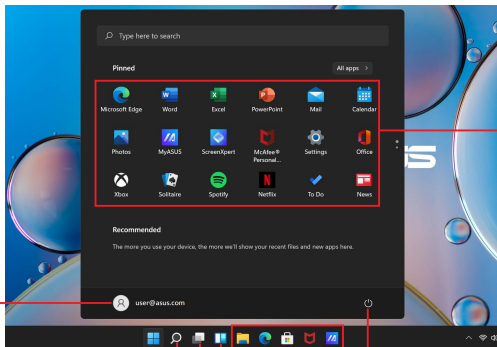 Type here to search
Pinned
All apps >
Microsoft Edge Word Excel PowerPoint Mail Calendar
Photos MyASUS ScreenXpert McAfee® Personal... Settings Office
Xbox Solitaire Spotify Netflix To Do News
Recommended
The more you use your device, the more we'll show your recent files and new apps here.
user@asus.com